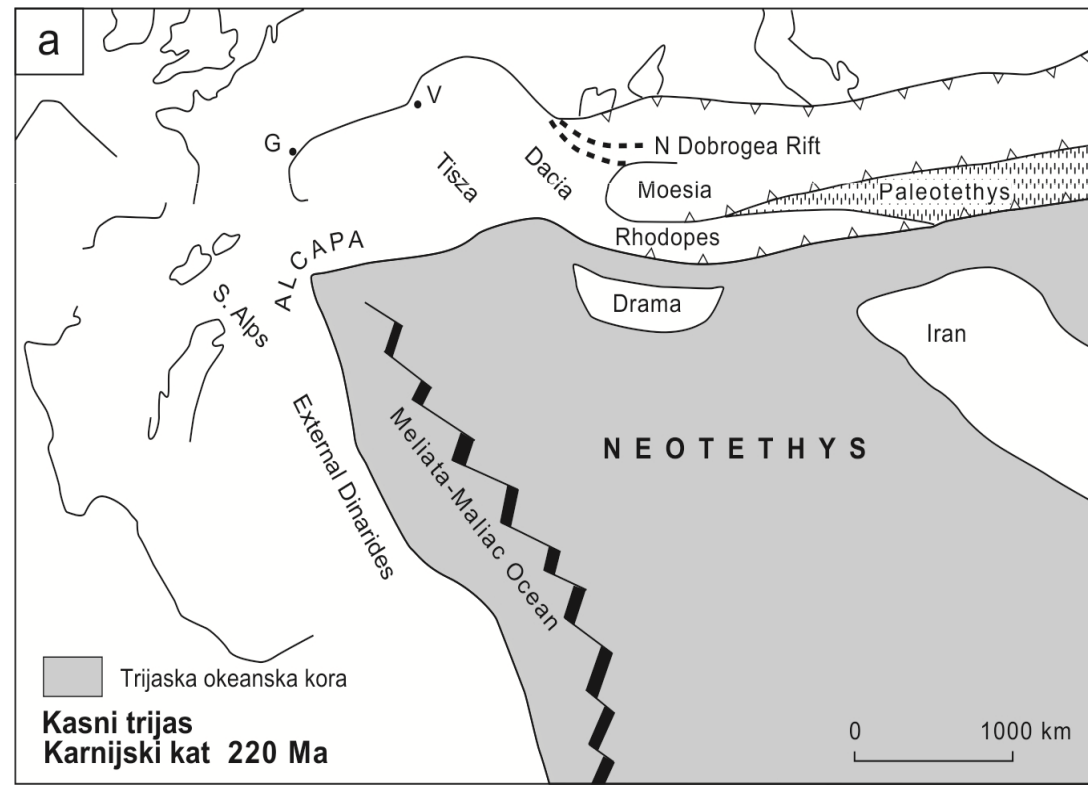 a
V
G
N Dobrogea Rift
Tisza
Dacia
Moesia
Paleotethys
Rhodopes
ALCAPA
S. Alps
Drama
Iran
External Dinarides
Meliata-Maliac Ocean
NEOTETHYS
Trijaska okeanska kora
Kasni trijas
Karnijski kat 220 Ma
0 1000 km